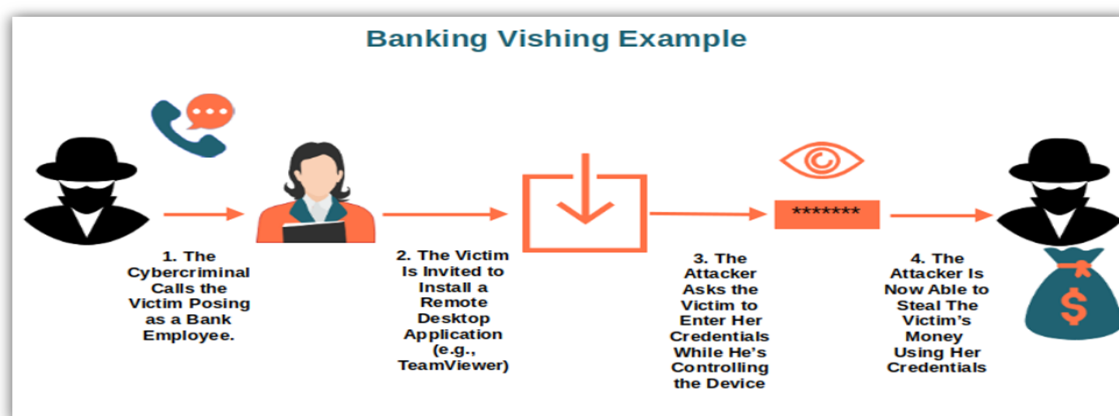 Banking Vishing Example
1. The
Cybercriminal
Calls the
Victim Posing
as a Bank
Employee.
2. The Victim
Is Invited to
Install a
Remote
Desktop
Application
(e.g.,
TeamViewer)
*******
3. The
Attacker
Asks the
Victim to
Enter Her
Credentials
While He's
Controlling
the Device
4. The
Attacker Is
Now Able to
Steal The
Victim's
Money
Using Her
Credentials
$